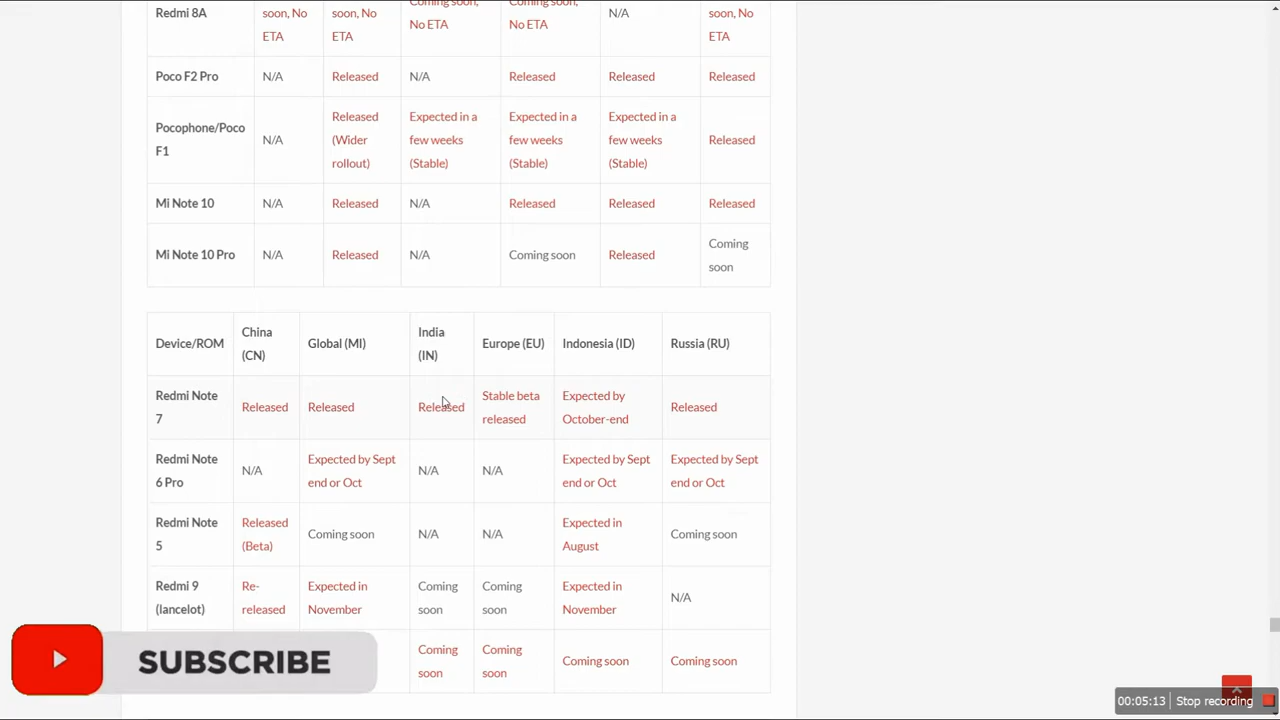 Redmi 8A
soon, No
ETA
soon, No
ETA
Coming soon,
No ETA
Coming soon,
No ETA
N/A
soon, No
ETA
Poco F2 Pro
N/A
Released
N/A
Released
Released
Released
Pocophone/Poco
F1
N/A
Released
(Wider
rollout)
Expected in a
few weeks
(Stable)
Expected in a
few weeks
(Stable)
Expected in a
few weeks
(Stable)
Released
Mi Note 10
N/A
Released
N/A
Released
Released
Released
Mi Note 10 Pro
N/A
Released
N/A
Coming soon
Released
Coming
soon
Device/ROM
China
(CN)
Global (MI)
India
(IN)
Europe (EU)
Indonesia (ID)
Russia (RU)
Redmi Note
7
Released
Released
Released
Stable beta
released
Expected by
October-end
Released
Redmi Note
6 Pro
N/A
Expected by Sept
end or Oct
N/A
N/A
Expected by Sept
end or Oct
Expected by Sept
end or Oct
Redmi Note
5
Released
(Beta)
Coming soon
N/A
N/A
Expected in
August
Coming soon
Redmi 9
(lancelot)
Re-
released
Expected in
November
Coming
soon
Coming
soon
Expected in
November
N/A
Coming
soon
Coming
soon
Coming soon
Coming soon
SUBSCRIBE
00:05:13
Stop recording